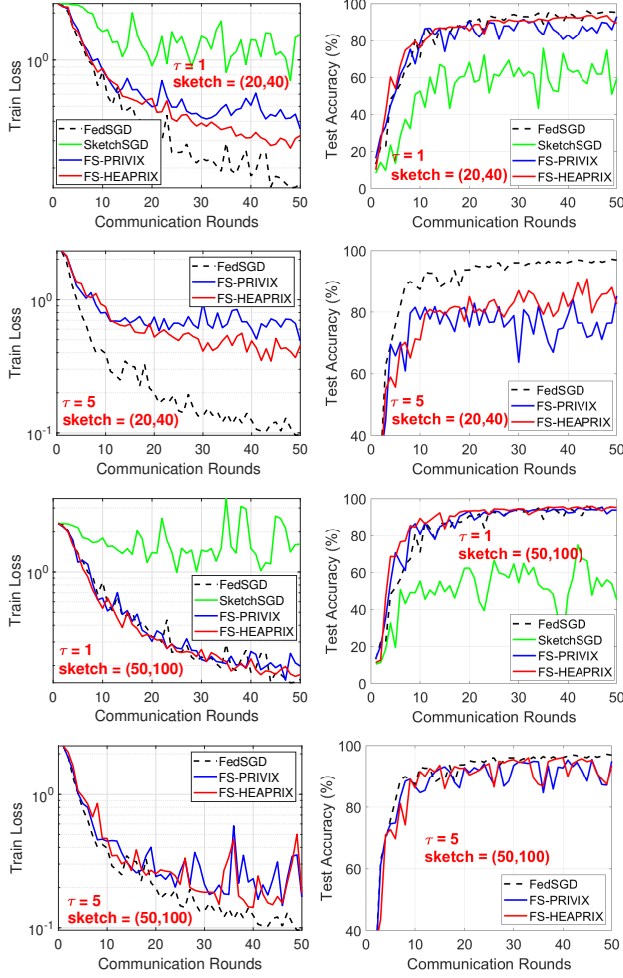 10^0
Train Loss
τ = 1
sketch = (20,40)
FedSGD
SketchSGD
FS-PRIVIX
FS-HEAPRIX
0 10 20 30 40 50
Communication Rounds
100
80
60
40
20
0
Test Accuracy (%)
FedSGD
SketchSGD
FS-PRIVIX
FS-HEAPRIX
τ = 1
sketch = (20,40)
0 10 20 30 40 50
Communication Rounds
10^0
10^-1
Train Loss
FedSGD
FS-PRIVIX
FS-HEAPRIX
τ = 5
sketch = (20,40)
0 10 20 30 40 50
Communication Rounds
100
80
60
40
Test Accuracy (%)
τ = 5
sketch = (20,40)
FedSGD
FS-PRIVIX
FS-HEAPRIX
0 10 20 30 40 50
Communication Rounds
10^0
Train Loss
FedSGD
SketchSGD
FS-PRIVIX
FS-HEAPRIX
τ = 1
sketch = (50,100)
0 10 20 30 40 50
Communication Rounds
100
80
60
40
20
0
Test Accuracy (%)
τ = 1
sketch = (50,100)
FedSGD
SketchSGD
FS-PRIVIX
FS-HEAPRIX
0 10 20 30 40 50
Communication Rounds
10^0
10^-1
Train Loss
FedSGD
FS-PRIVIX
FS-HEAPRIX
τ = 5
sketch = (50,100)
0 10 20 30 40 50
Communication Rounds
100
80
60
40
Test Accuracy (%)
τ = 5
sketch = (50,100)
FedSGD
FS-PRIVIX
FS-HEAPRIX
0 10 20 30 40 50
Communication Rounds